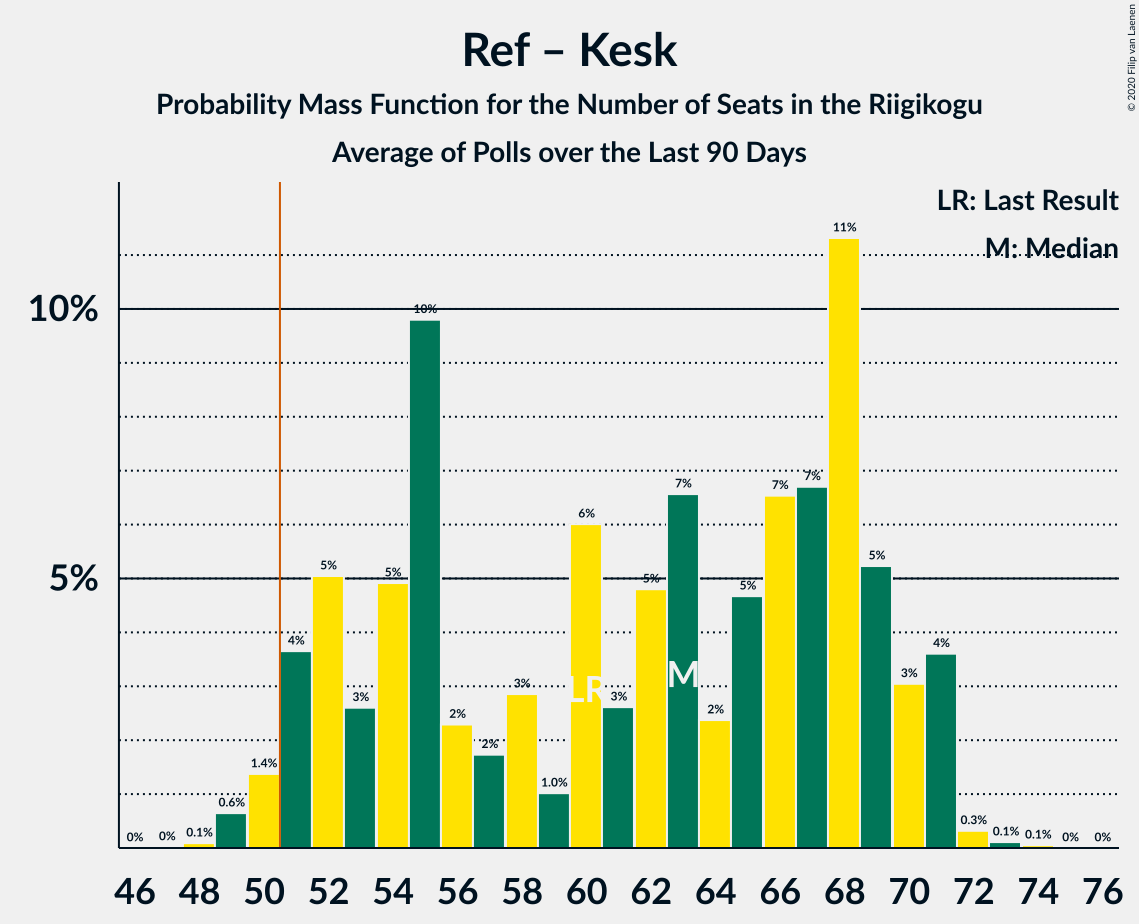 Ref – Kesk
Probability Mass Function for the Number of Seats in the Riigikogu
Average of Polls over the Last 90 Days
© 2020 Filip van Laenen
LR: Last Result
M: Median
10%
5%
0% 0% 0.1% 0.6% 1.4% 4% 5% 3% 5% 10% 2% 2% 3% 1.0% 6% 3% 5% 7% 2% 5% 7% 7% 11% 5% 3% 4% 0.3% 0.1% 0.1% 0% 0%
LR M
46 48 50 52 54 56 58 60 62 64 66 68 70 72 74 76